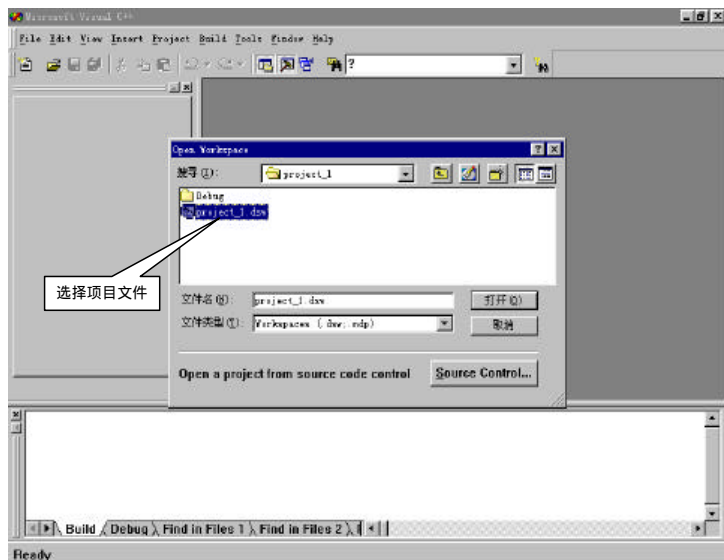 Microsoft Visual C++
File Edit View Insert Project Build Tools Window Help
?
Open Workspace
搜寻(I):
project_1
Debug
project_1.dsw
选择项目文件
文件名(N):
project_1.dsw
打开(O)
文件类型(T):
Workspaces (.dsw;.mdp)
取消
Open a project from source code control
Source Control...
Build
Debug
Find in Files 1
Find in Files 2
Ready